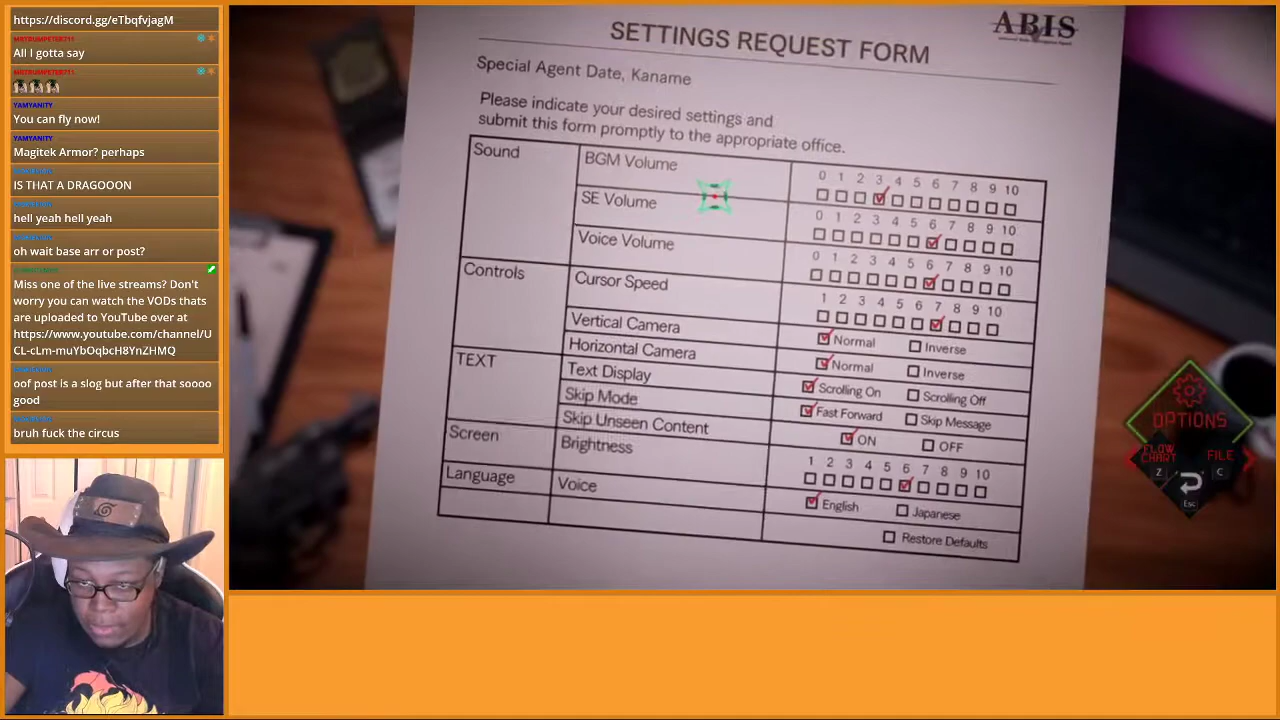 https://discord.gg/eTbqfvjagM
MRTRUMPETER711
All I gotta say
MRTRUMPETER711
YAMYANITY
You can fly now!
YAMYANITY
Magitek Armor? perhaps
IS THAT A DRAGOOON
hell yeah hell yeah
oh wait base arr or post?
Miss one of the live streams? Don't
worry you can watch the VODs thats
are uploaded to YouTube over at
https://www.youtube.com/channel/U
CL-cLm-muYbOqbcH8YnZHMQ
oof post is a slog but after that soooo
good
bruh fuck the circus
ABIS
SETTINGS REQUEST FORM
Special Agent Date, Kaname
Please indicate your desired settings and
submit this form promptly to the appropriate office.
Sound BGM Volume 0 1 2 3 4 5 6 7 8 9 10
SE Volume 0 1 2 3 4 5 6 7 8 9 10
Voice Volume 0 1 2 3 4 5 6 7 8 9 10
Controls Cursor Speed 1 2 3 4 5 6 7 8 9 10
Vertical Camera Normal Inverse
Horizontal Camera Normal Inverse
TEXT Text Display Scrolling On Scrolling Off
Skip Mode Fast Forward Skip Message
Skip Unseen Content ON OFF
Screen Brightness 1 2 3 4 5 6 7 8 9 10
Language Voice English Japanese
Restore Defaults
OPTIONS
FLOW
CHART
FILE
Z
C
Esc